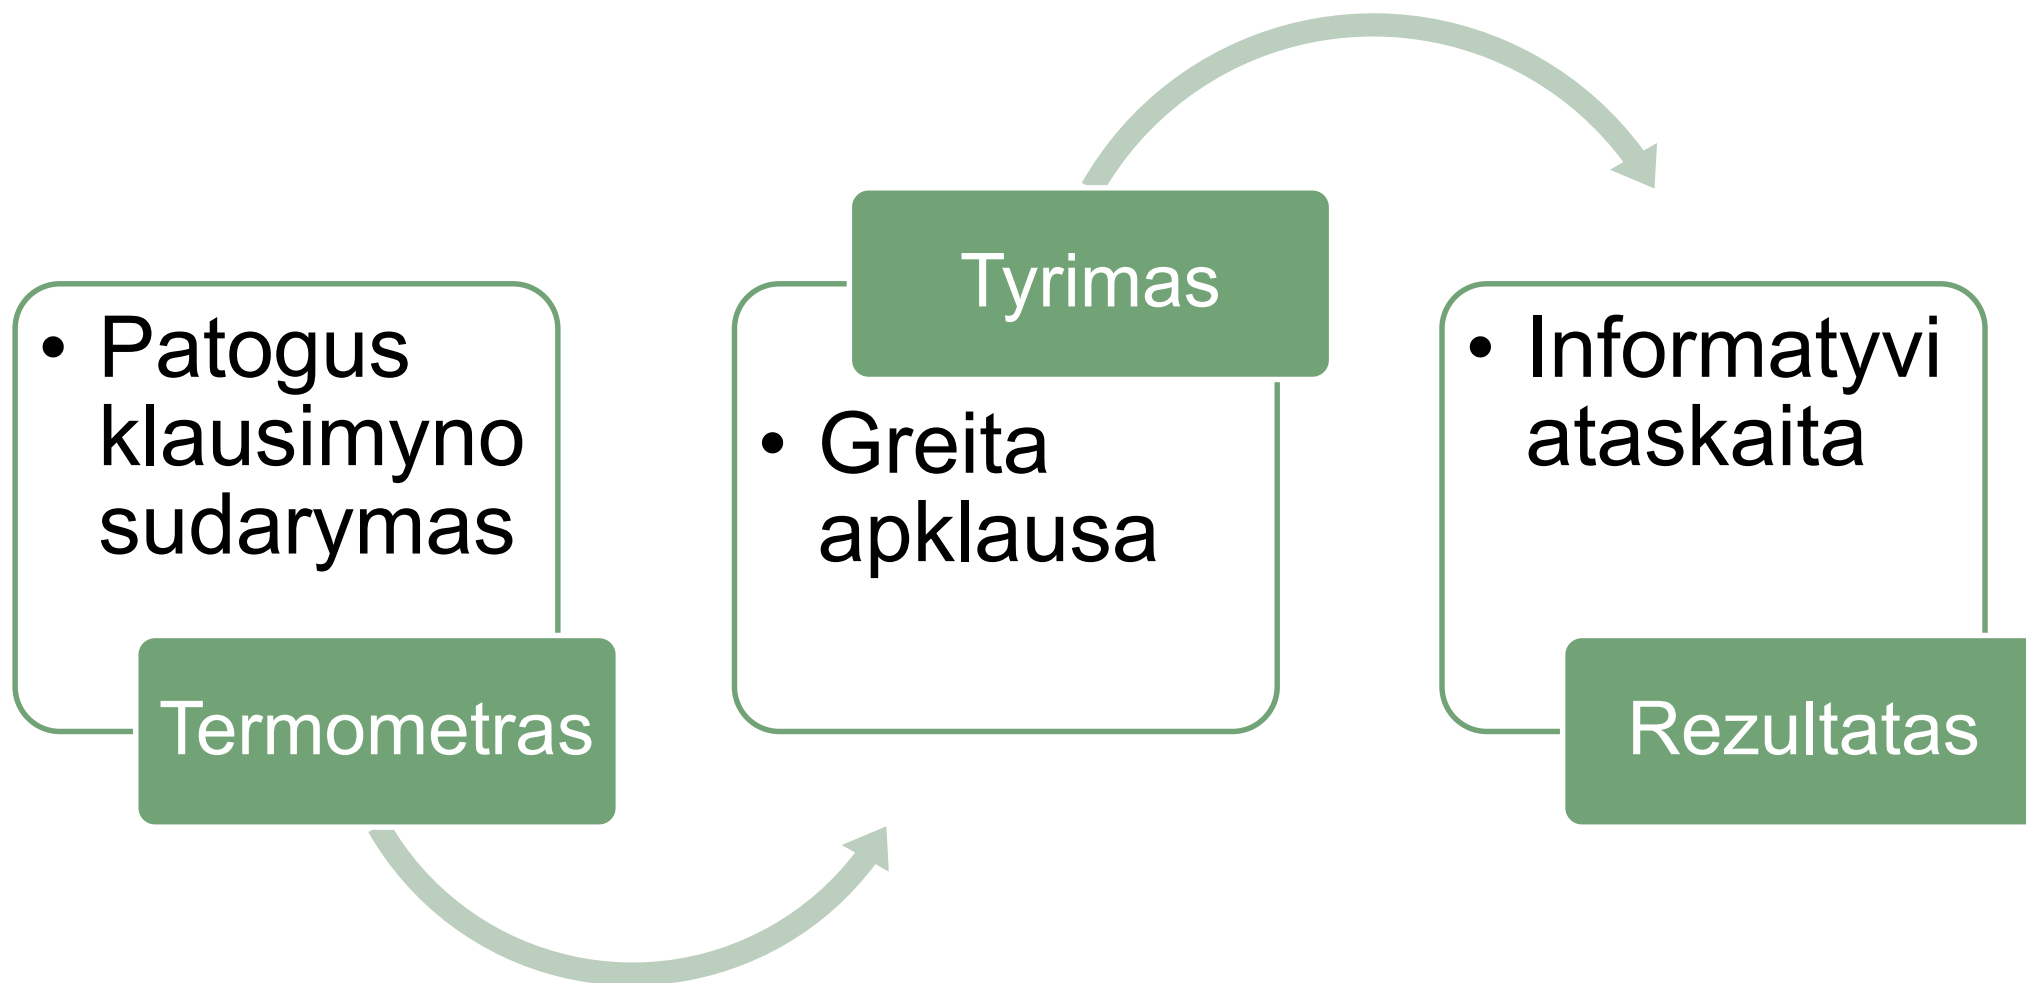 • Patogus
klausimyno
sudarymas
Termometras
Tyrimas
• Greita
apklausa
• Informatyvi
ataskaita
Rezultatas